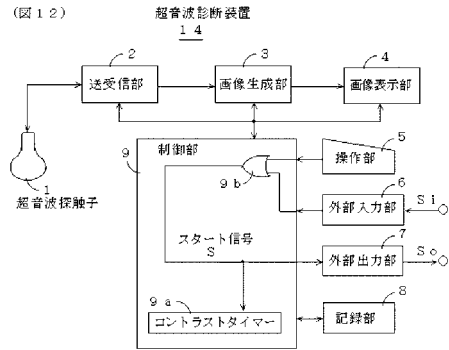 (図12)
超音波診断装置
14
2
3
4
送受信部
画像生成部
画像表示部
9
制御部
5
操作部
9b
1
超音波探触子
6
外部入力部
Si
スタート信号
S
7
外部出力部
So
9a
コントラストタイマー
8
記録部